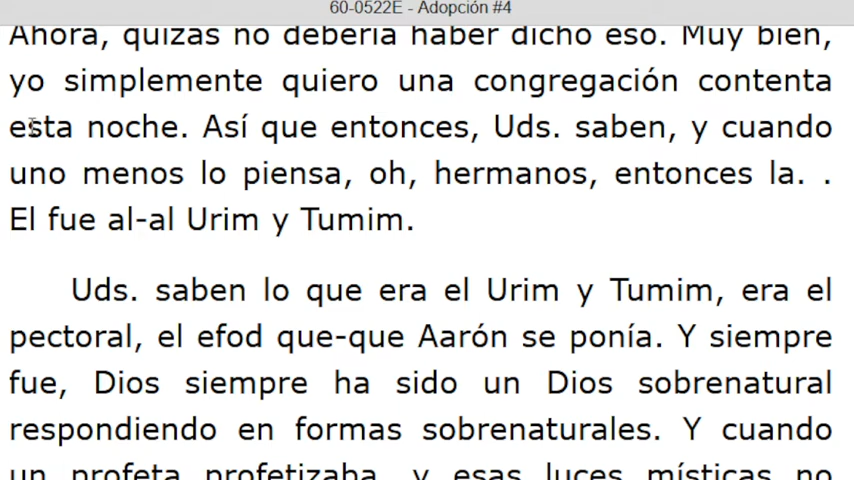 60-0522E - Adopción #4
Ahora, quizás no debería haber dicho eso. Muy bien,
yo simplemente quiero una congregación contenta
esta noche. Así que entonces, Uds. saben, y cuando
uno menos lo piensa, oh, hermanos, entonces la. .
El fue al-al Urim y Tumim.
Uds. saben lo que era el Urim y Tumim, era el
pectoral, el efod que-que Aarón se ponía. Y siempre
fue, Dios siempre ha sido un Dios sobrenatural
respondiendo en formas sobrenaturales. Y cuando
un profeta profetizaba, y esas luces místicas no